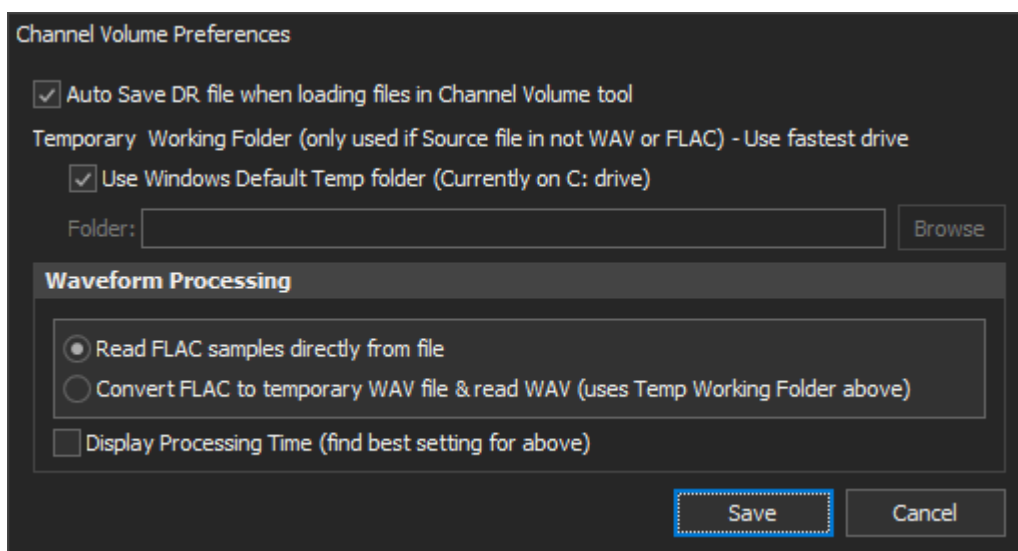 Channel Volume Preferences
Auto Save DR file when loading files in Channel Volume tool
Temporary  Working Folder (only used if Source file in not WAV or FLAC) - Use fastest drive
Use Windows Default Temp folder (Currently on C: drive)
Folder: Browse
Waveform Processing
Read FLAC samples directly from file
Convert FLAC to temporary WAV file & read WAV (uses Temp Working Folder above)
Display Processing Time (find best setting for above)
Save Cancel